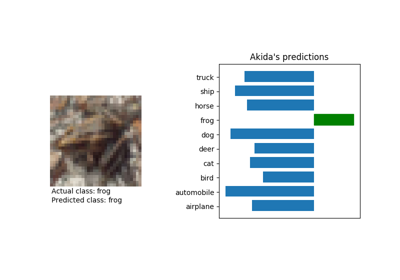 Akida's predictions
truck
ship
horse
frog
dog
deer
cat
bird
automobile
airplane
Actual class: frog
Predicted class: frog